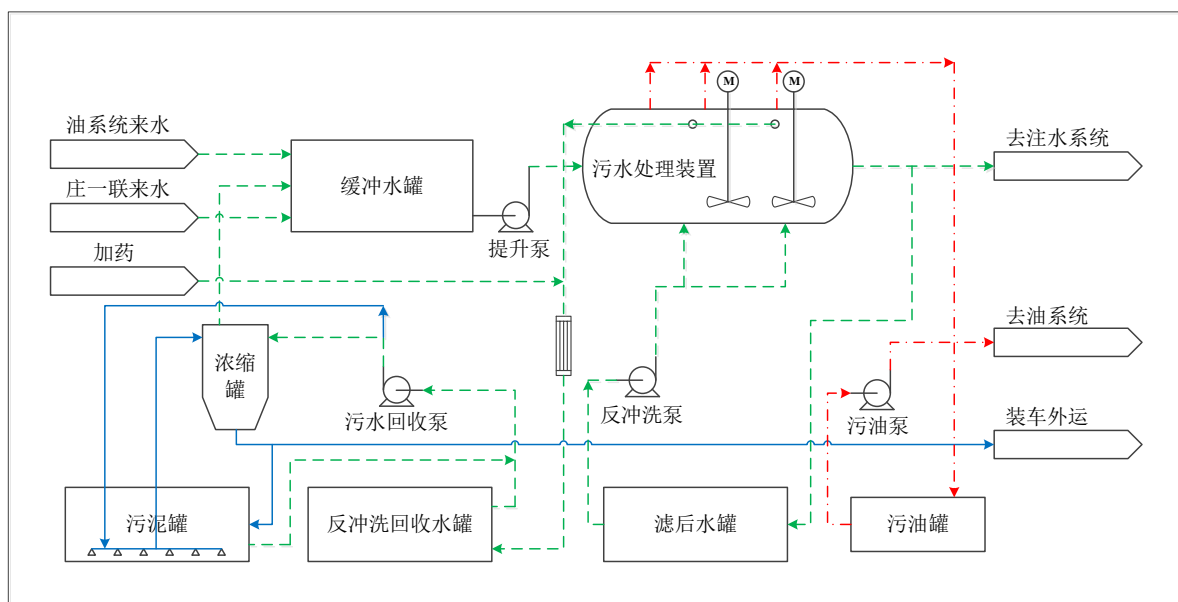 M
M
油系统来水
庄一联来水
加药
缓冲水罐
提升泵
污水处理装置
去注水系统
浓缩
罐
污水回收泵
反冲洗泵
污油泵
去油系统
装车外运
污泥罐
反冲洗回收水罐
滤后水罐
污油罐